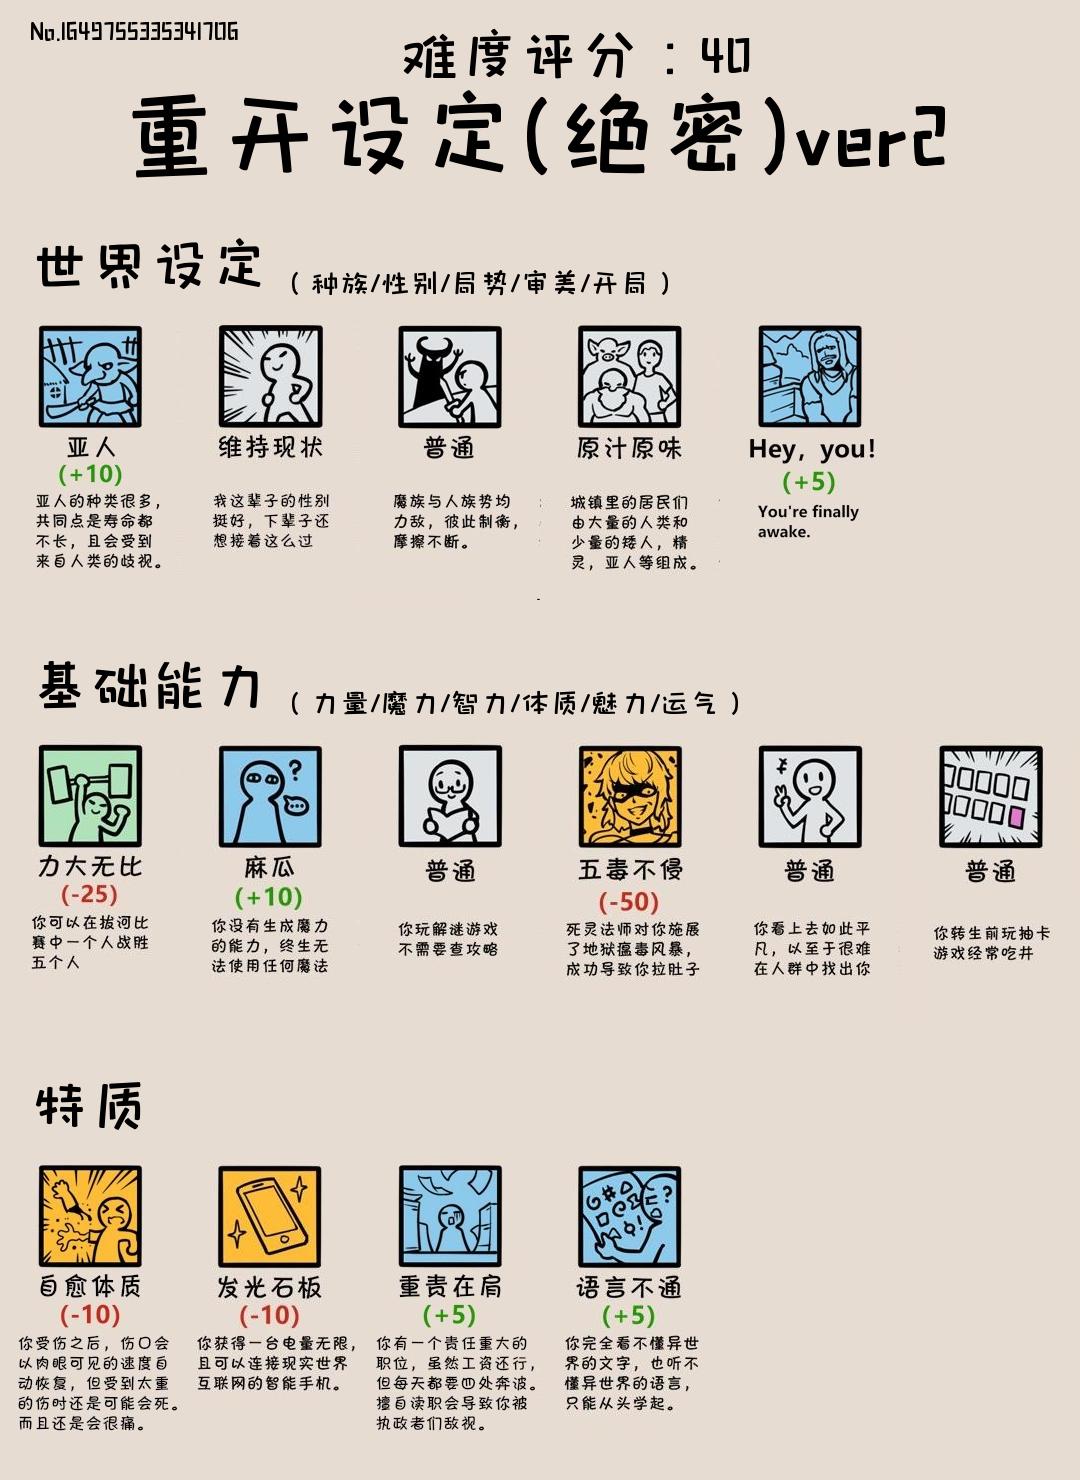 No.1649755335341706
难度评分：40
重开设定(绝密)ver2
世界设定
（种族/性别/局势/审美/开局）
亚人
(+10)
亚人的种类很多，
共同点是寿命都
不长，且会受到
来自人类的歧视。
维持现状
我这辈子的性别
挺好，下辈子还
想接着这么过
普通
魔族与人族势均
力敌，彼此制衡，
摩擦不断。
原汁原味
城镇里的居民们
由大量的人类和
少量的矮人，精
灵，亚人等组成。
Hey, you!
(+5)
You're finally
awake.
基础能力
（力量/魔力/智力/体质/魅力/运气）
力大无比
(-25)
你可以在拔河比
赛中一个人战胜
五个人
麻瓜
(+10)
你没有生成魔力
的能力，终生无
法使用任何魔法
普通
你玩解谜游戏
不需要查攻略
五毒不侵
(-50)
死灵法师对你施展
了地狱瘟毒风暴，
成功导致你拉肚子
普通
你看上去如此平
凡，以至于很难
在人群中找出你
普通
你转生前玩抽卡
游戏经常吃井
特质
自愈体质
(-10)
你受伤之后，伤口会
以肉眼可见的速度自
动恢复，但受到太重
的伤时还是可能会死。
而且还是会很痛。
发光石板
(-10)
你获得一台电量无限，
且可以连接现实世界
互联网的智能手机。
重责在肩
(+5)
你有一个责任重大的
职位，虽然工资还行，
但每天都要四处奔波。
擅自渎职会导致你被
执政者们敌视。
语言不通
(+5)
你完全看不懂异世
界的文字，也听不
懂异世界的语言，
只能从头学起。